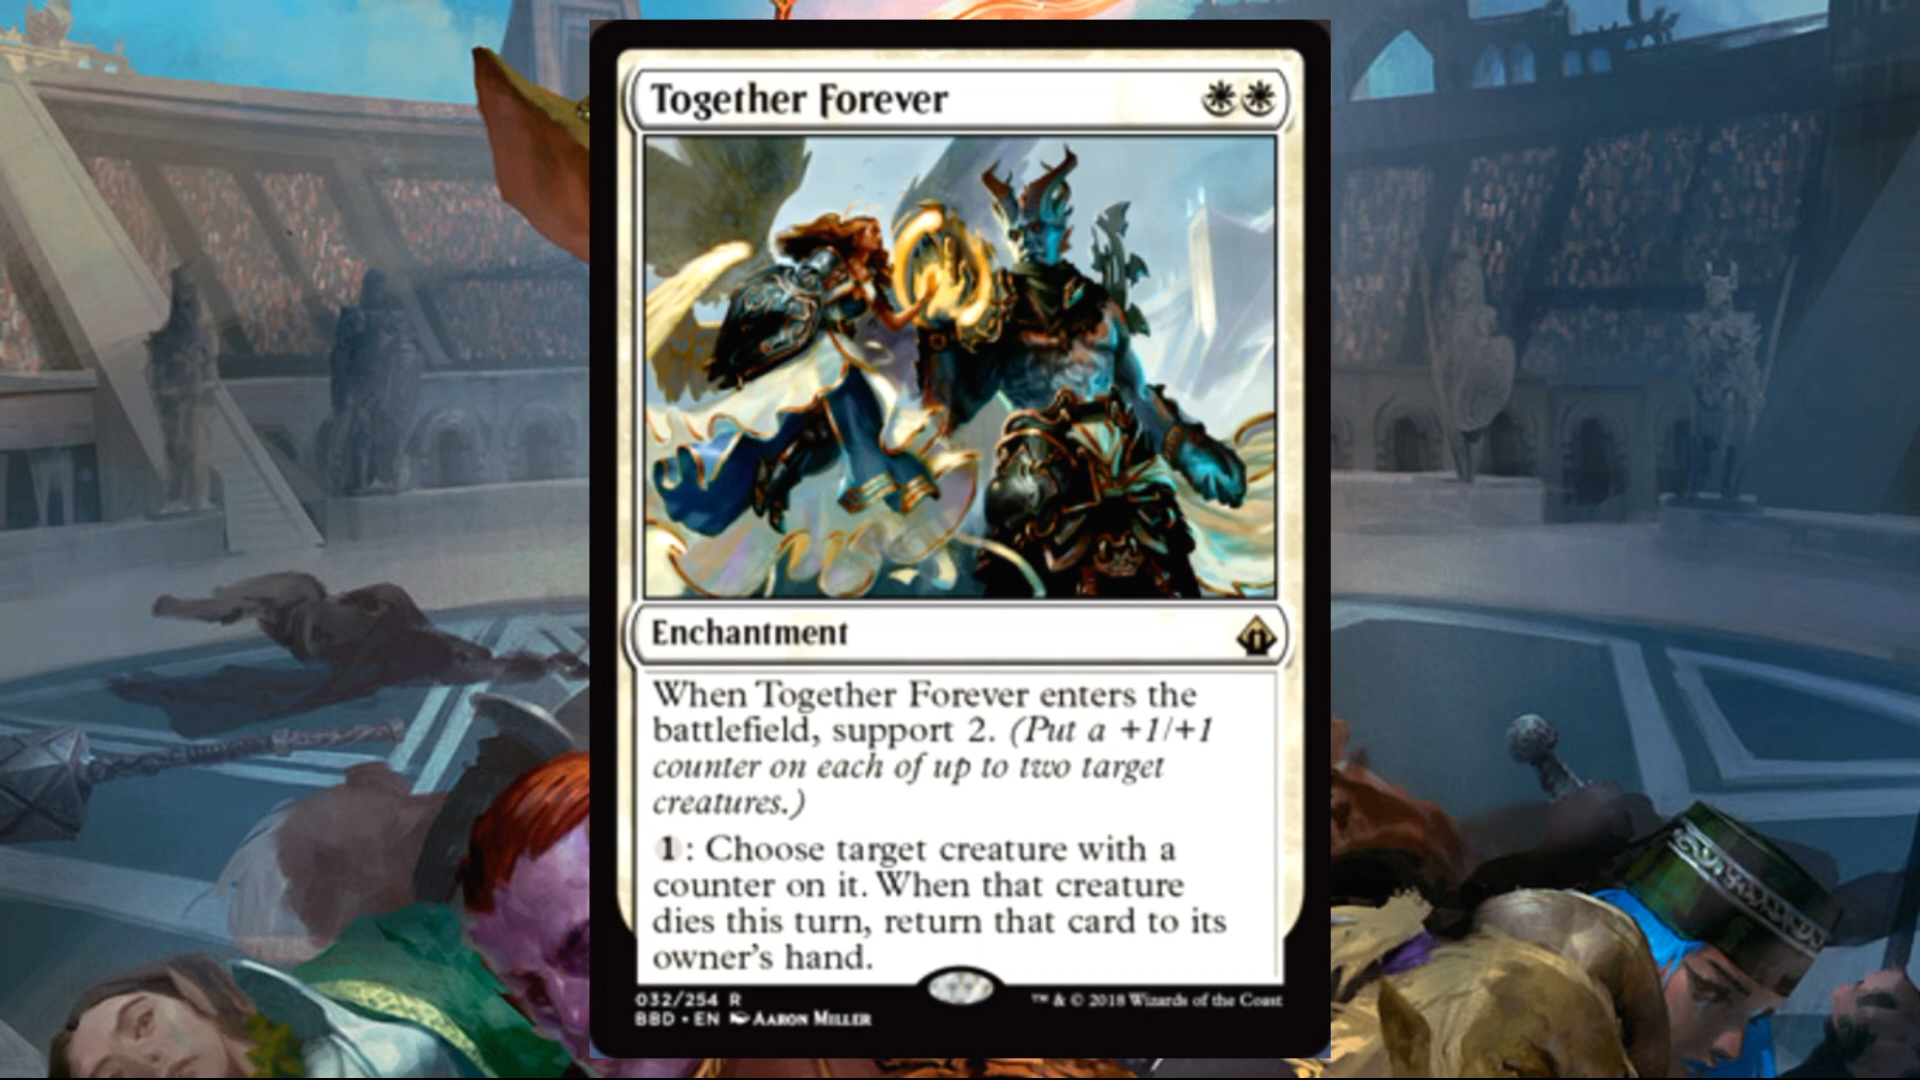 Together Forever
Enchantment
When Together Forever enters the
battlefield, support 2. (Put a +1/+1
counter on each of up to two target
creatures.)
1: Choose target creature with a
counter on it. When that creature
dies this turn, return that card to its
owner's hand.
032/254 R
™ & © 2018 Wizards of the Coast
BBD • EN Aaron Miller